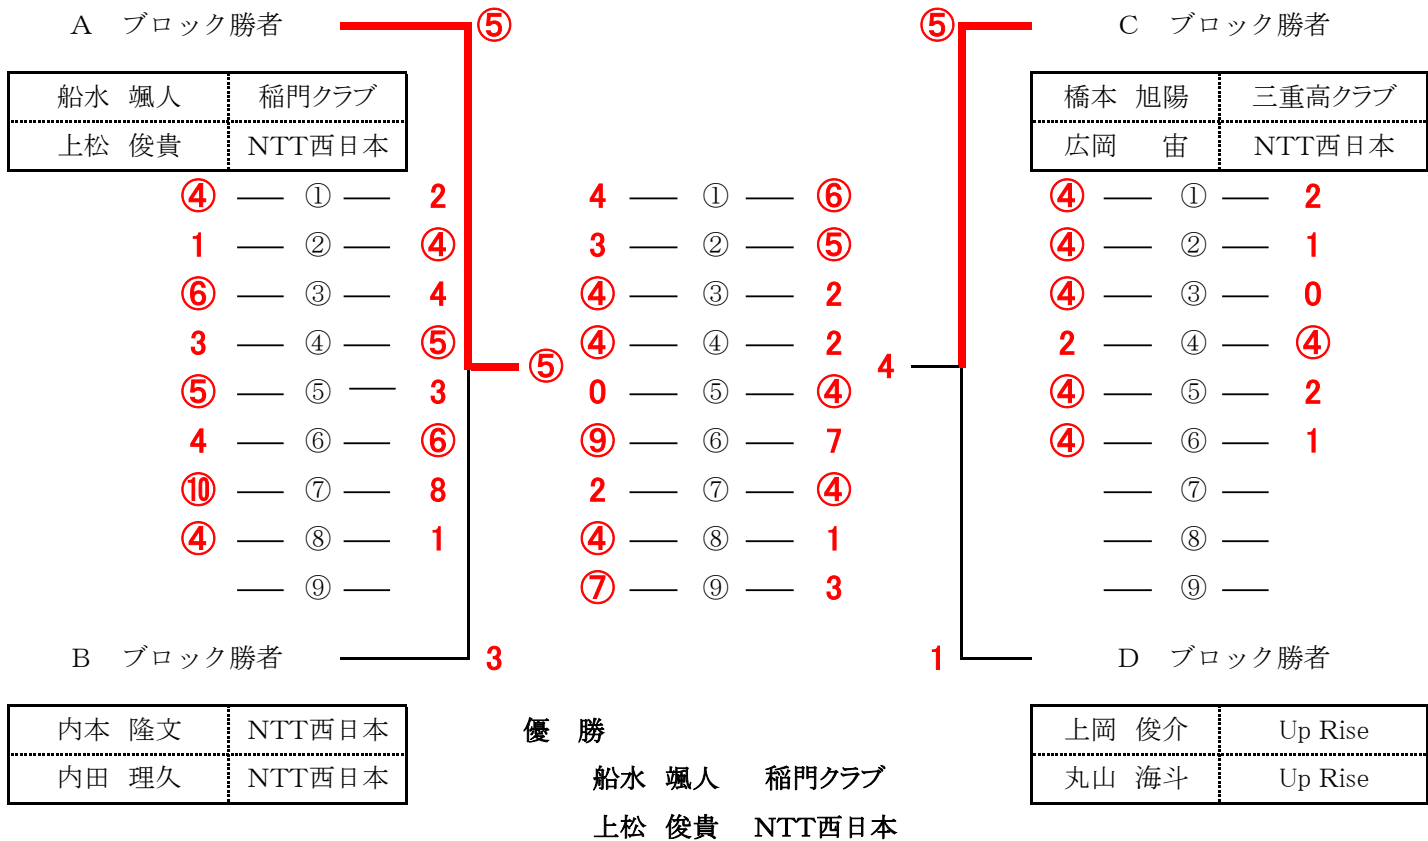 A ブロック勝者 ⑤ ⑤ C ブロック勝者
船水 颯人 稲門クラブ 橋本 旭陽 三重高クラブ
上松 俊貴 NTT西日本 広岡 宙 NTT西日本
④ — ① — 2 4 — ① — ⑥ ④ — ① — 2
1 — ② — ④ 3 — ② — ⑤ ④ — ② — 1
⑥ — ③ — 4 ④ — ③ — 2 ④ — ③ — 0
3 — ④ — ⑤ ④ — ④ — 2 2 — ④ — ④
⑤ 4
⑤ — ⑤ — 3 0 — ⑤ — ④ ④ — ⑤ — 2
4 — ⑥ — ⑥ ⑨ — ⑥ — 7 ④ — ⑥ — 1
⑩ — ⑦ — 8 2 — ⑦ — ④ — ⑦ —
④ — ⑧ — 1 ④ — ⑧ — 1 — ⑧ —
— ⑨ — ⑦ — ⑨ — 3 — ⑨ —
B ブロック勝者 3 1 D ブロック勝者
内本 隆文 NTT西日本 優 勝 上岡 俊介 Up Rise
内田 理久 NTT西日本 船水 颯人 稲門クラブ 丸山 海斗 Up Rise
上松 俊貴 NTT西日本